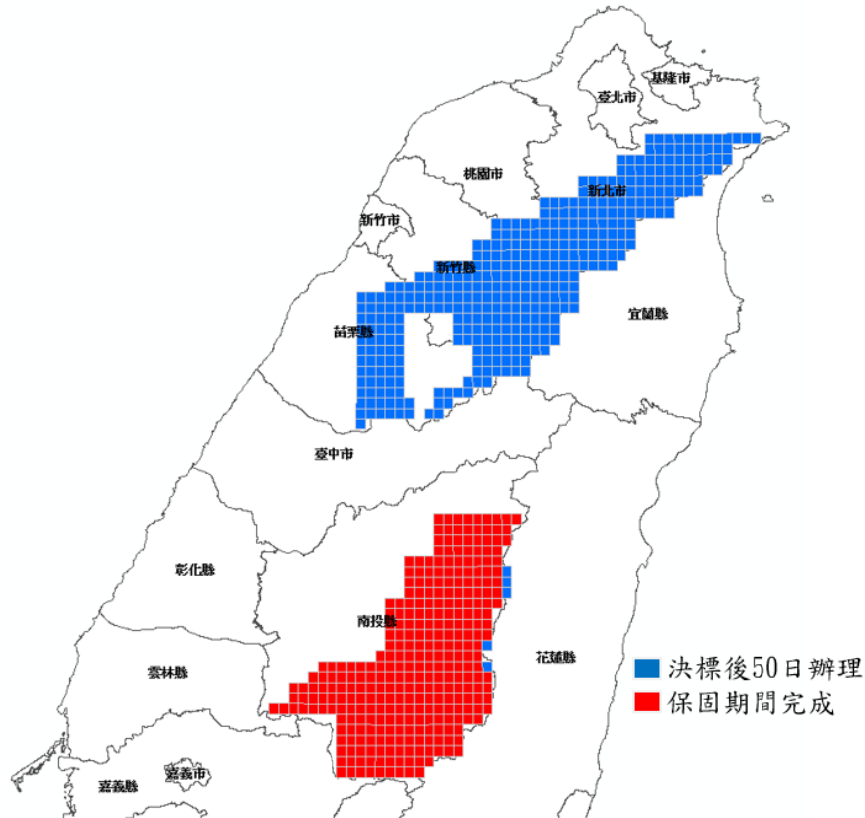 基隆市
臺北市
桃園市
新北市
新竹市
新竹縣
宜蘭縣
苗栗縣
臺中市
彰化縣
南投縣
花蓮縣
雲林縣
決標後50日辦理
保固期間完成
嘉義市
嘉義縣